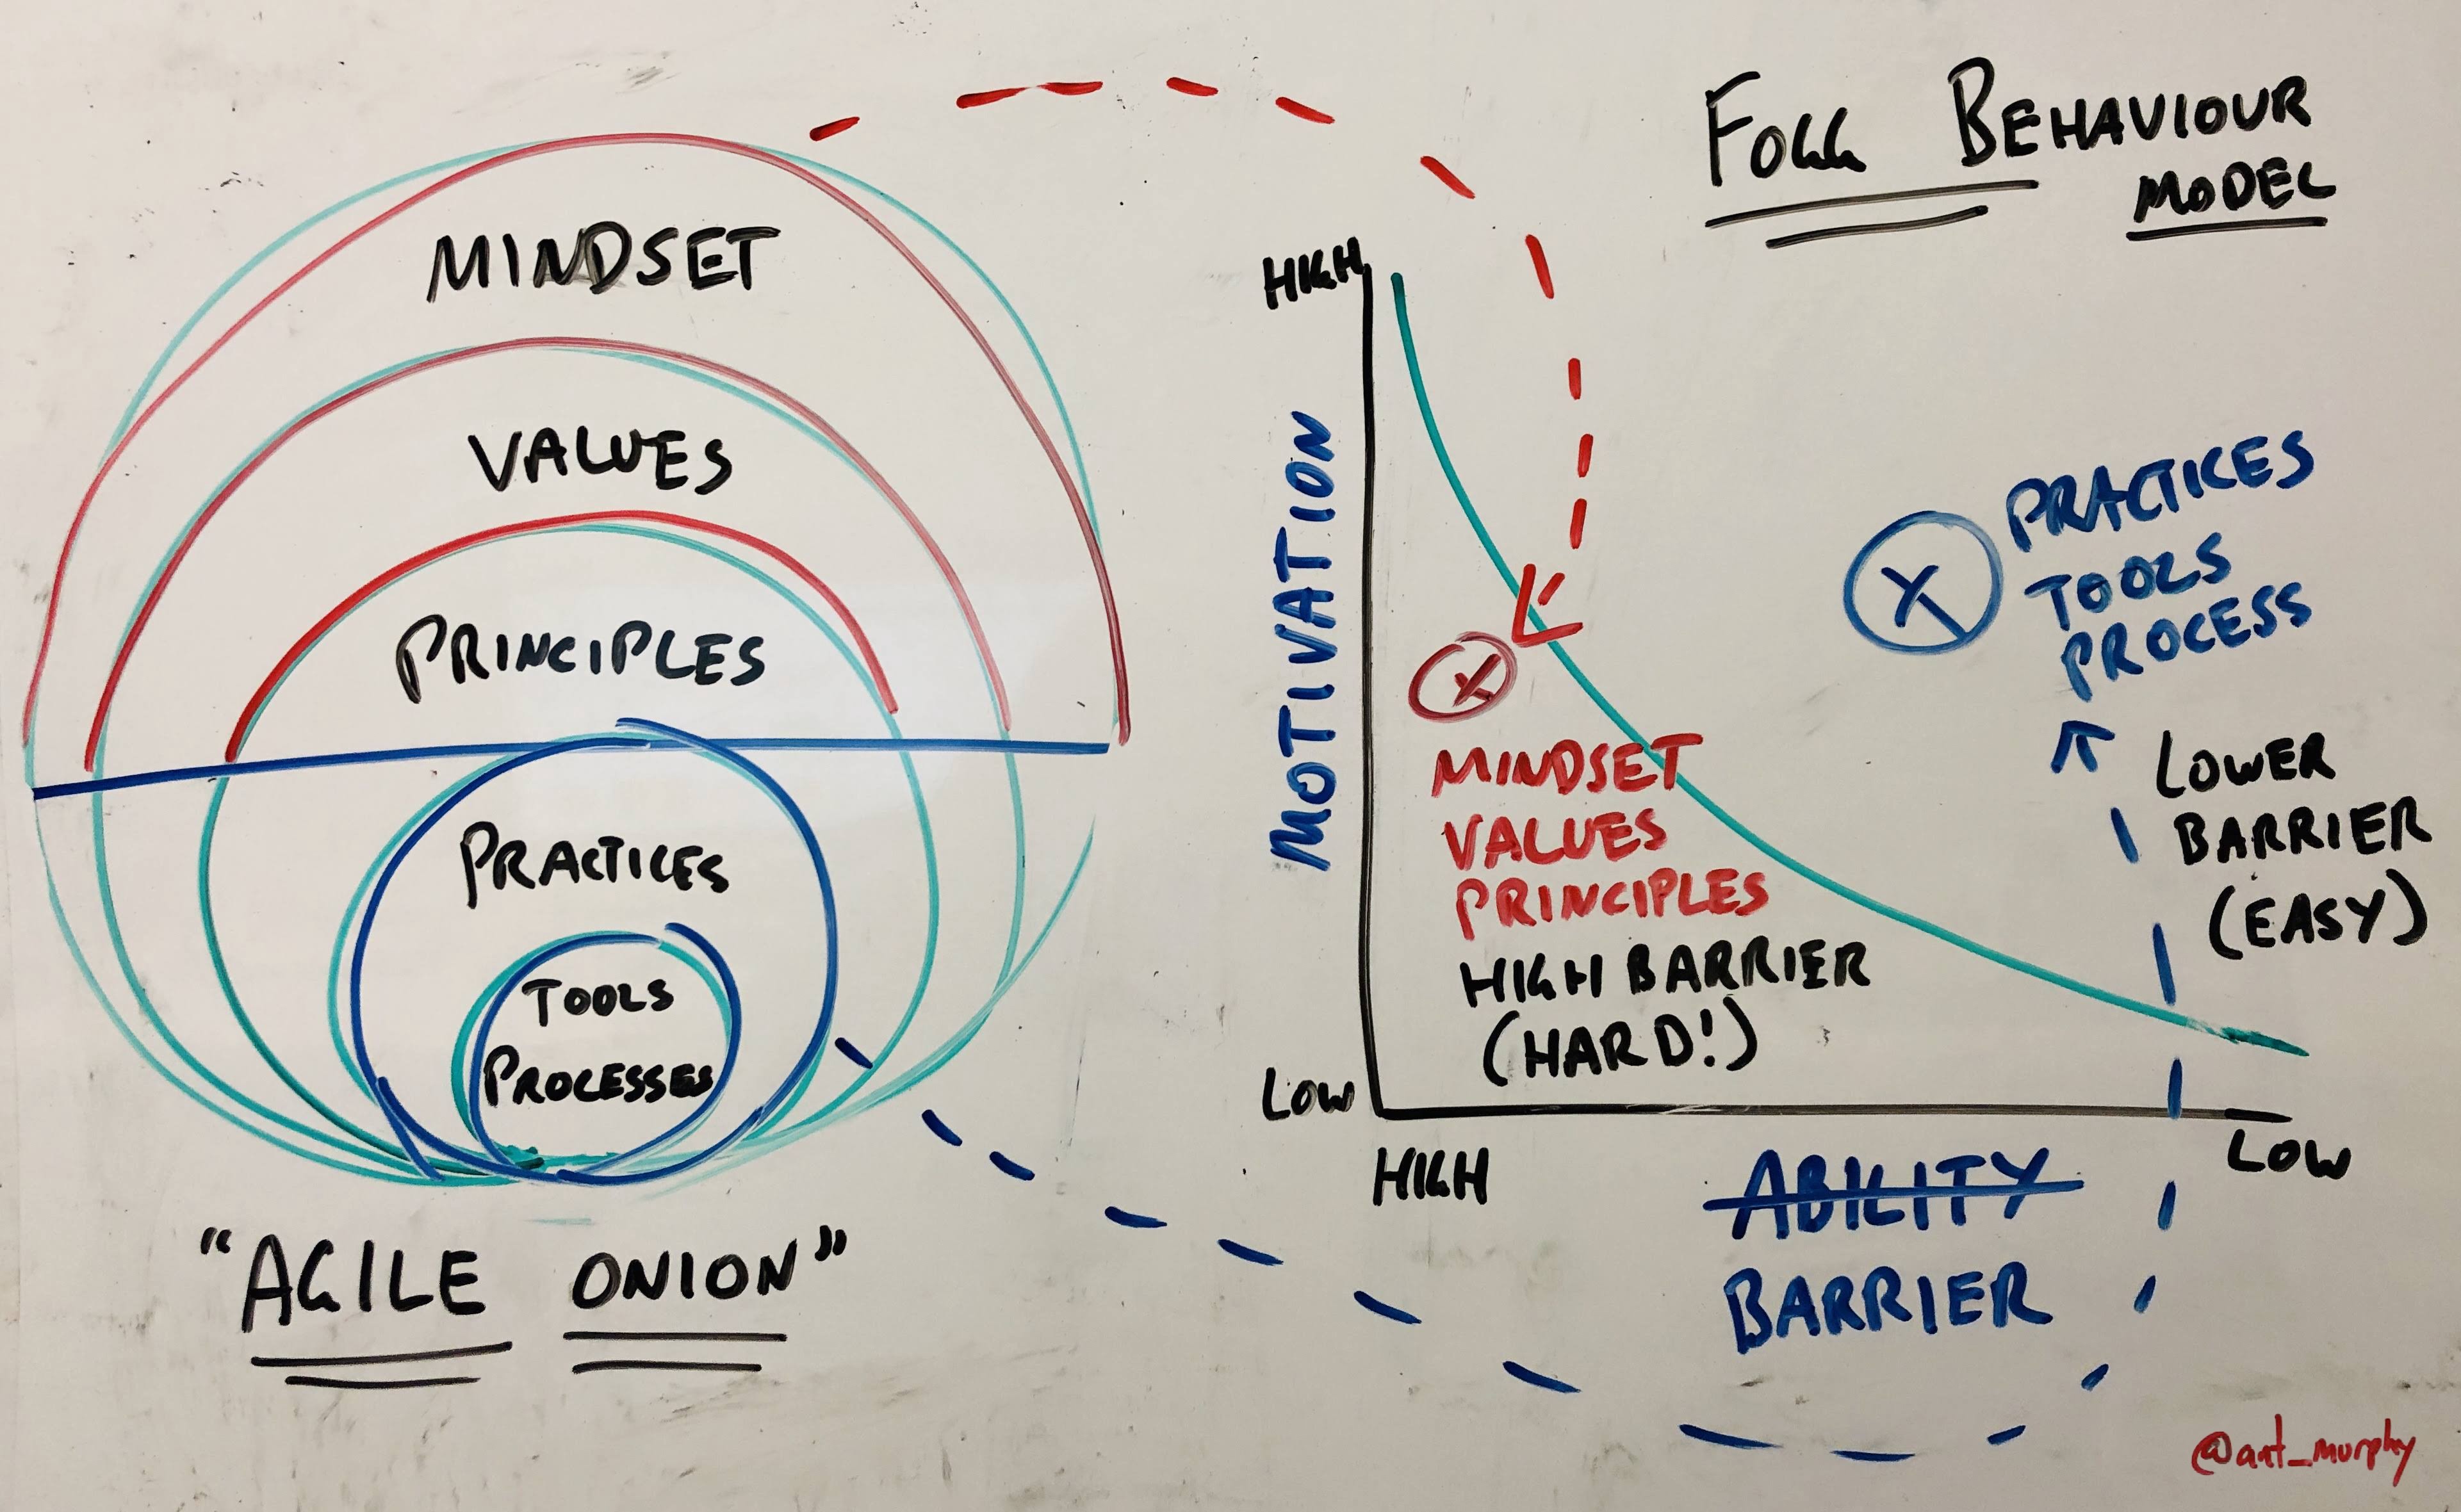 MINDSET
VALUES
PRINCIPLES
PRACTICES
TOOLS
PROCESSES
"AGILE ONION"
FOGG BEHAVIOUR
MODEL
HIGH
MOTIVATION
LOW
HIGH
LOW
ABILITY
BARRIER
X
MINDSET
VALUES
PRINCIPLES
HIGH BARRIER
(HARD!)
X
PRACTICES
TOOLS
PROCESS
LOWER
BARRIER
(EASY)
@ant_murphy